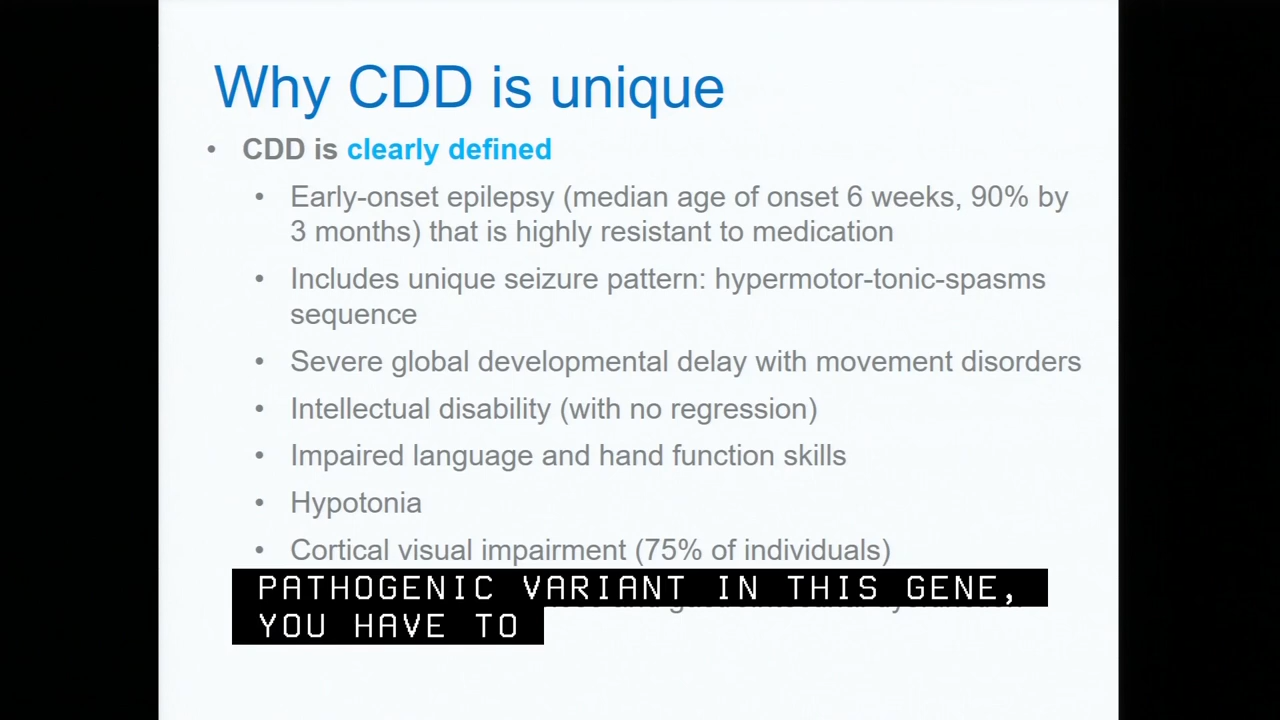 Why CDD is unique
• CDD is clearly defined
• Early-onset epilepsy (median age of onset 6 weeks, 90% by
3 months) that is highly resistant to medication
• Includes unique seizure pattern: hypermotor-tonic-spasms
sequence
• Severe global developmental delay with movement disorders
• Intellectual disability (with no regression)
• Impaired language and hand function skills
• Hypotonia
• Cortical visual impairment (75% of individuals)
PATHOGENIC VARIANT IN THIS GENE,
YOU HAVE TO